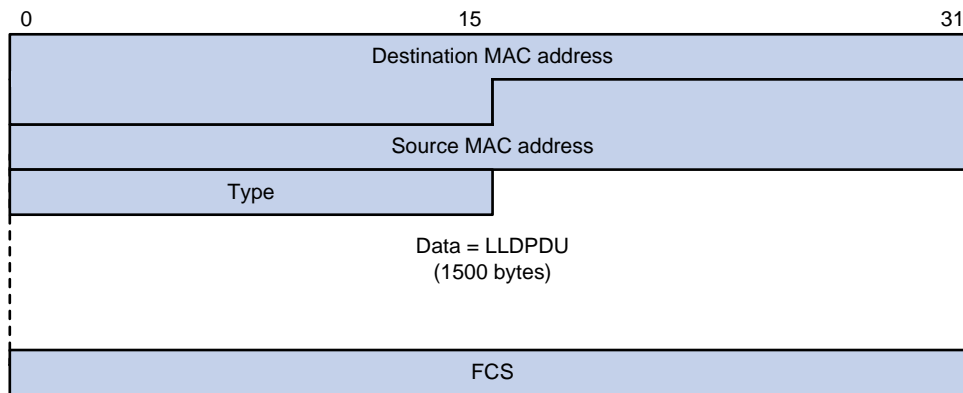 0 15 31
Destination MAC address
Source MAC address
Type
Data = LLDPDU
(1500 bytes)
FCS